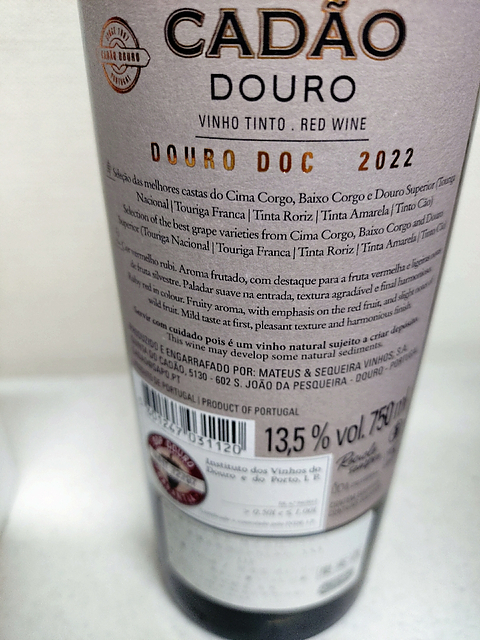 CADÃO
DOURO
VINHO TINTO . RED WINE
DOURO DOC 2022
Seleção das melhores castas do Cima Corgo, Baixo Corgo e Douro Superior (Touriga
Nacional | Touriga Franca | Tinta Roriz | Tinta Amarela | Tinto Cão)
Selection of the best grape varieties from Cima Corgo, Baixo Corgo and Douro
Superior (Touriga Nacional | Touriga Franca | Tinta Roriz | Tinta Amarela | Tinto Cão)
vermelho rubi. Aroma frutado, com destaque para a fruta vermelha e ligeiras notas
de fruta silvestre. Paladar suave na entrada, textura agradável e final harmonioso.
Ruby red in colour. Fruity aroma, with emphasis on the red fruit, and slight notes of
wild fruit. Mild taste at first, pleasant texture and harmonious finish.
Servir com cuidado pois é um vinho natural sujeito a criar depósito.
This wine may develop some natural sediments.
E ENGARRAFADO POR: MATEUS & SEQUEIRA VINHOS, S.A.
DO CADÃO, 5130 - 602 S. JOÃO DA PESQUEIRA - DOURO - PORTUGAL
DE PORTUGAL | PRODUCT OF PORTUGAL
031120
13,5 % vol. 750 ml
Instituto dos Vinhos do
Douro e do Porto, I. P.